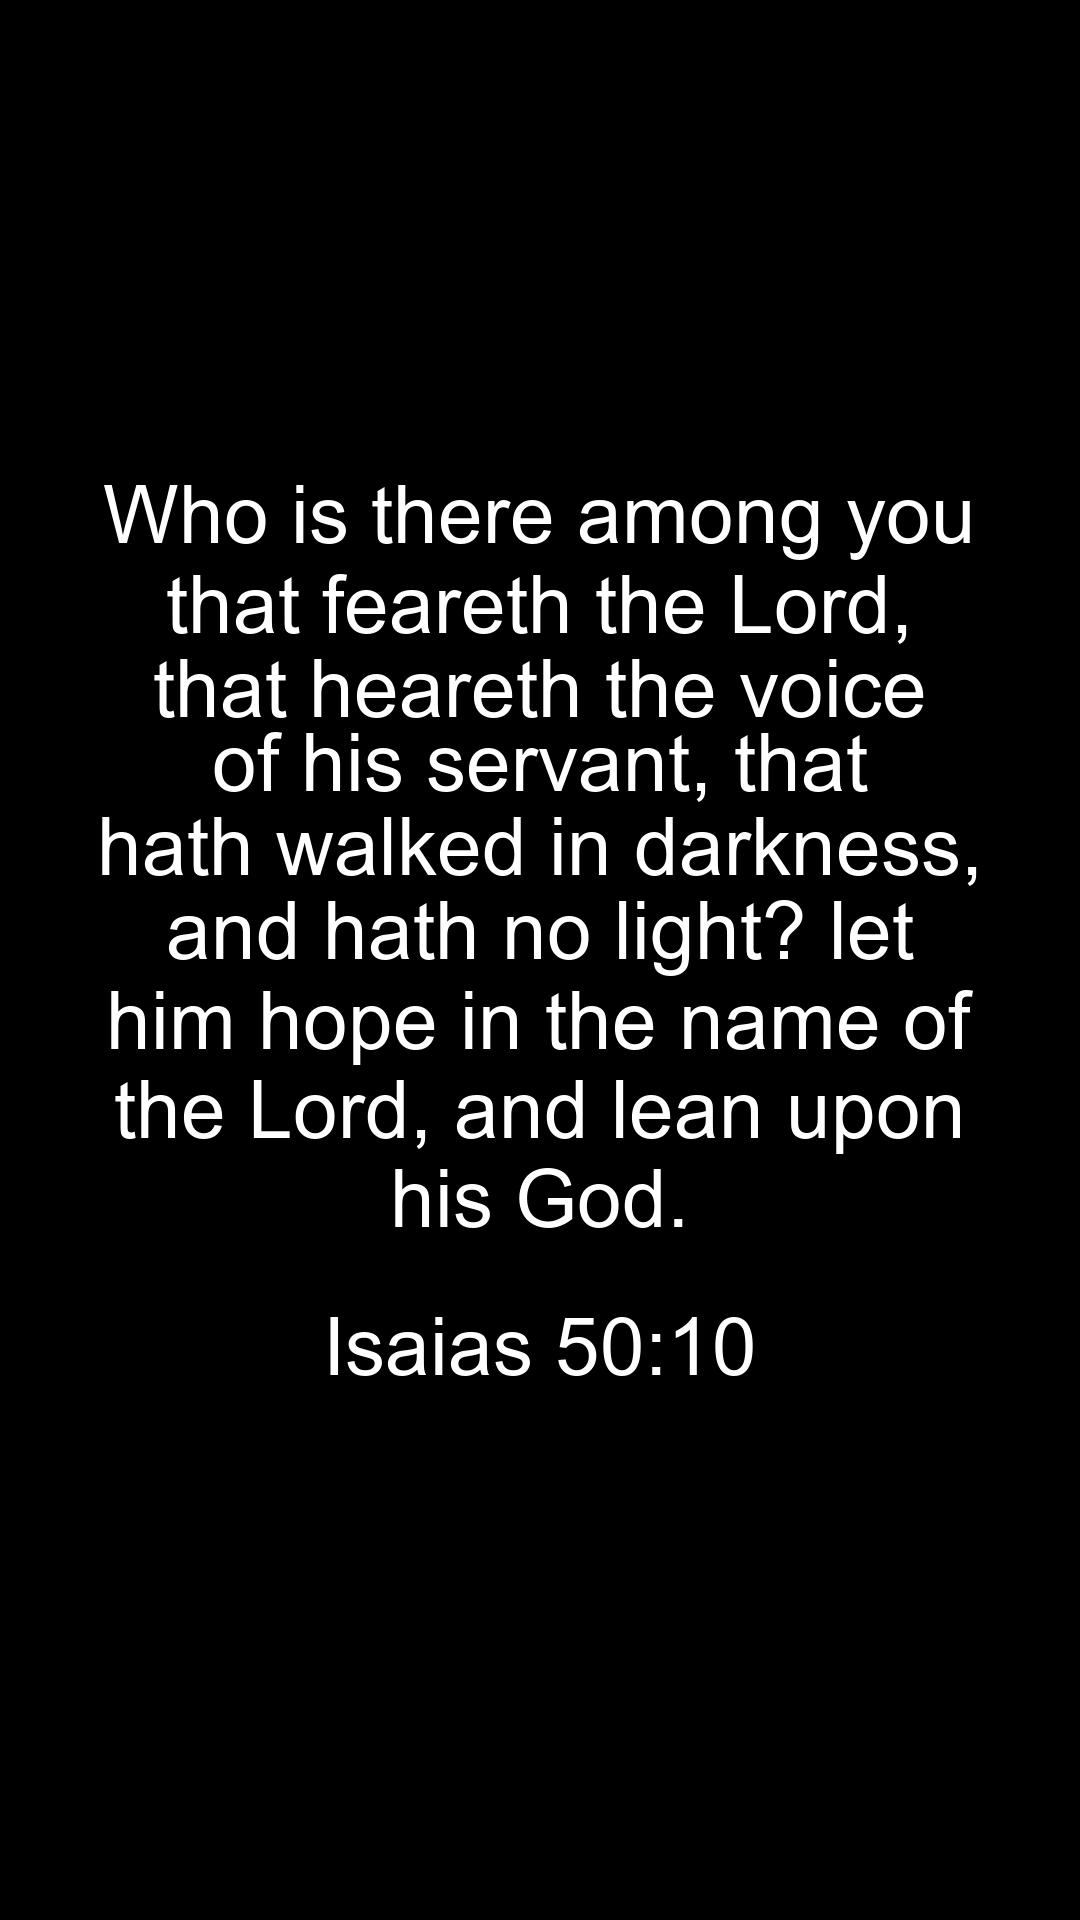 Who is there among you
that feareth the Lord,
that heareth the voice
of his servant, that
hath walked in darkness,
and hath no light? let
him hope in the name of
the Lord, and lean upon
his God.
Isaias 50:10